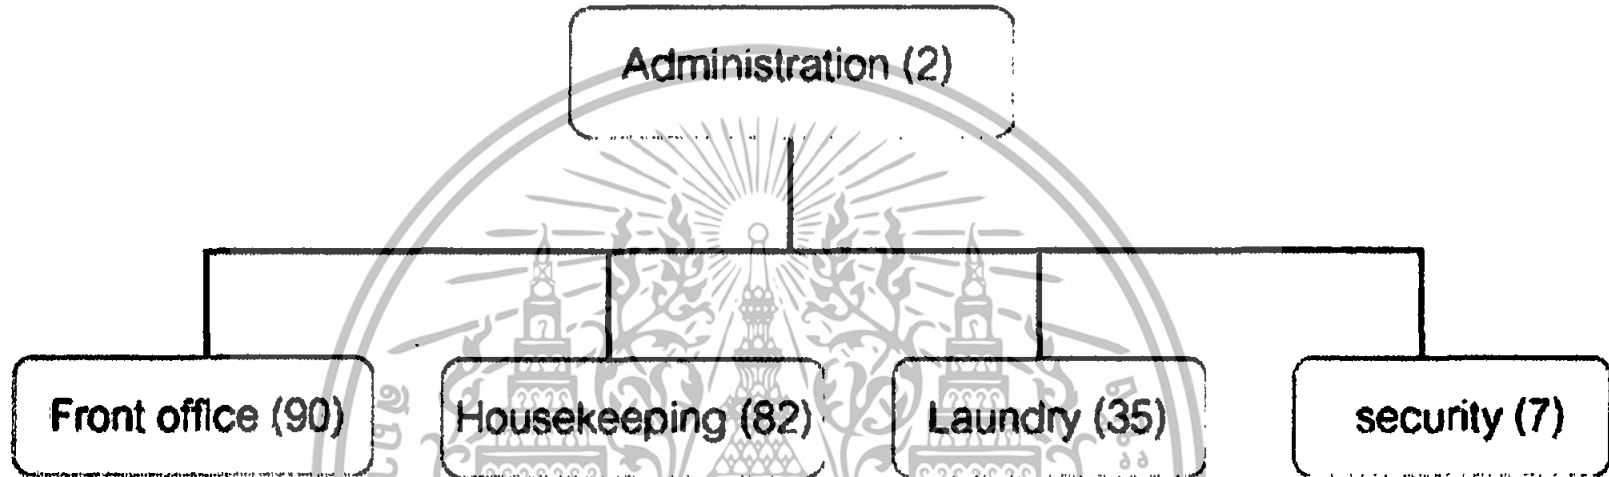 Administration (2)
Front office (90)
Housekeeping (82)
Laundry (35)
security (7)